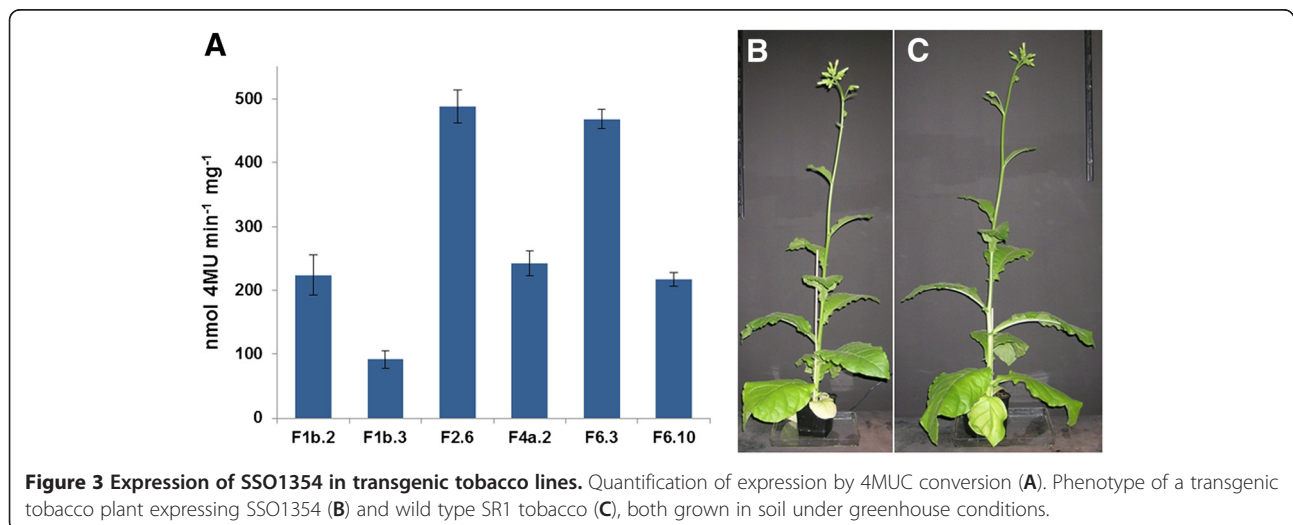 A
nmol 4MU min⁻¹ mg⁻¹
500
400
300
200
100
0
F1b.2 F1b.3 F2.6 F4a.2 F6.3 F6.10
B
C
Figure 3 Expression of SSO1354 in transgenic tobacco lines. Quantification of expression by 4MUC conversion (A). Phenotype of a transgenic
tobacco plant expressing SSO1354 (B) and wild type SR1 tobacco (C), both grown in soil under greenhouse conditions.